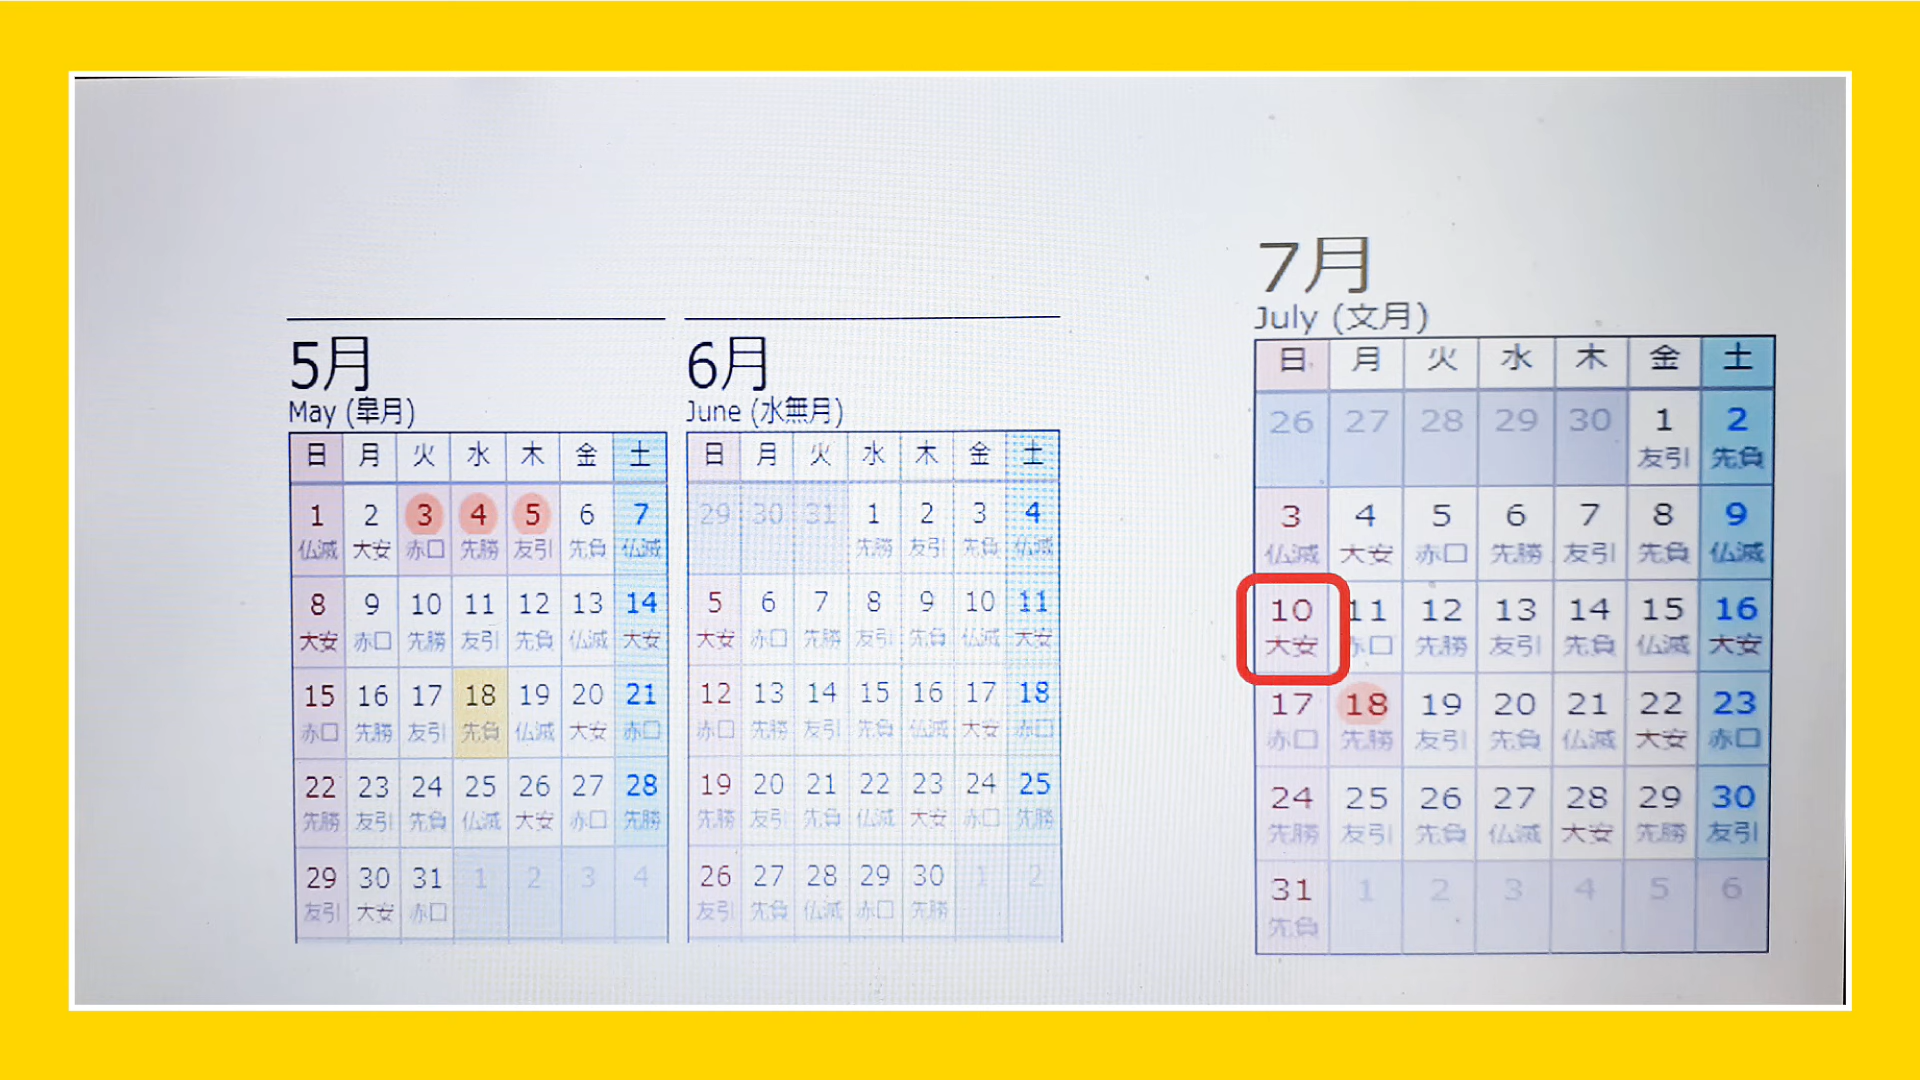 5月
May (皐月)
日 月 火 水 木 金 土
1 2 3 4 5 6 7
仏滅 大安 赤口 先勝 友引 先負 仏滅
8 9 10 11 12 13 14
大安 赤口 先勝 友引 先負 仏滅 大安
15 16 17 18 19 20 21
赤口 先勝 友引 先負 仏滅 大安 赤口
22 23 24 25 26 27 28
先勝 友引 先負 仏滅 大安 赤口 先勝
29 30 31 1 2 3 4
友引 大安 赤口
6月
June (水無月)
日 月 火 水 木 金 土
29 30 31 1 2 3 4
先勝 友引 先負 仏滅
5 6 7 8 9 10 11
大安 赤口 先勝 友引 先負 仏滅 大安
12 13 14 15 16 17 18
赤口 先勝 友引 先負 仏滅 大安 赤口
19 20 21 22 23 24 25
先勝 友引 先負 仏滅 大安 赤口 先勝
26 27 28 29 30 1 2
友引 先負 仏滅 赤口 先勝
7月
July (文月)
日 月 火 水 木 金 土
26 27 28 29 30 1 2
友引 先負
3 4 5 6 7 8 9
仏滅 大安 赤口 先勝 友引 先負 仏滅
10 11 12 13 14 15 16
大安 赤口 先勝 友引 先負 仏滅 大安
17 18 19 20 21 22 23
赤口 先勝 友引 先負 仏滅 大安 赤口
24 25 26 27 28 29 30
先勝 友引 先負 仏滅 大安 先勝 友引
31 1 2 3 4 5 6
先負